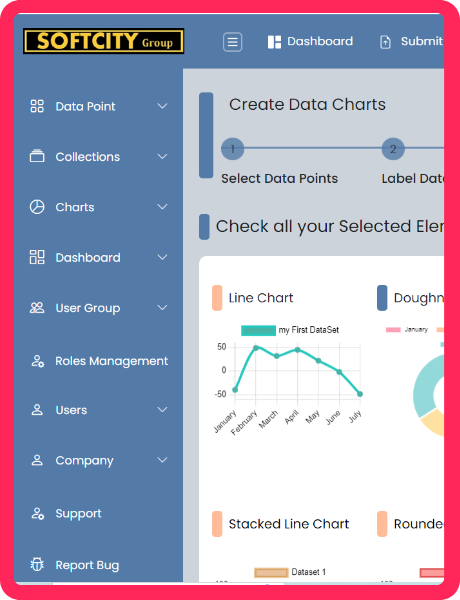 SOFTCITY Group
Dashboard
Submit
Data Point
Collections
Charts
Dashboard
User Group
Roles Management
Users
Company
Support
Report Bug
Create Data Charts
1
2
Select Data Points
Label Data
Check all your Selected Ele
Line Chart
my First DataSet
50
0
-50
January
February
March
April
May
June
July
Doughn
January
Stacked Line Chart
Dataset 1
Rounde